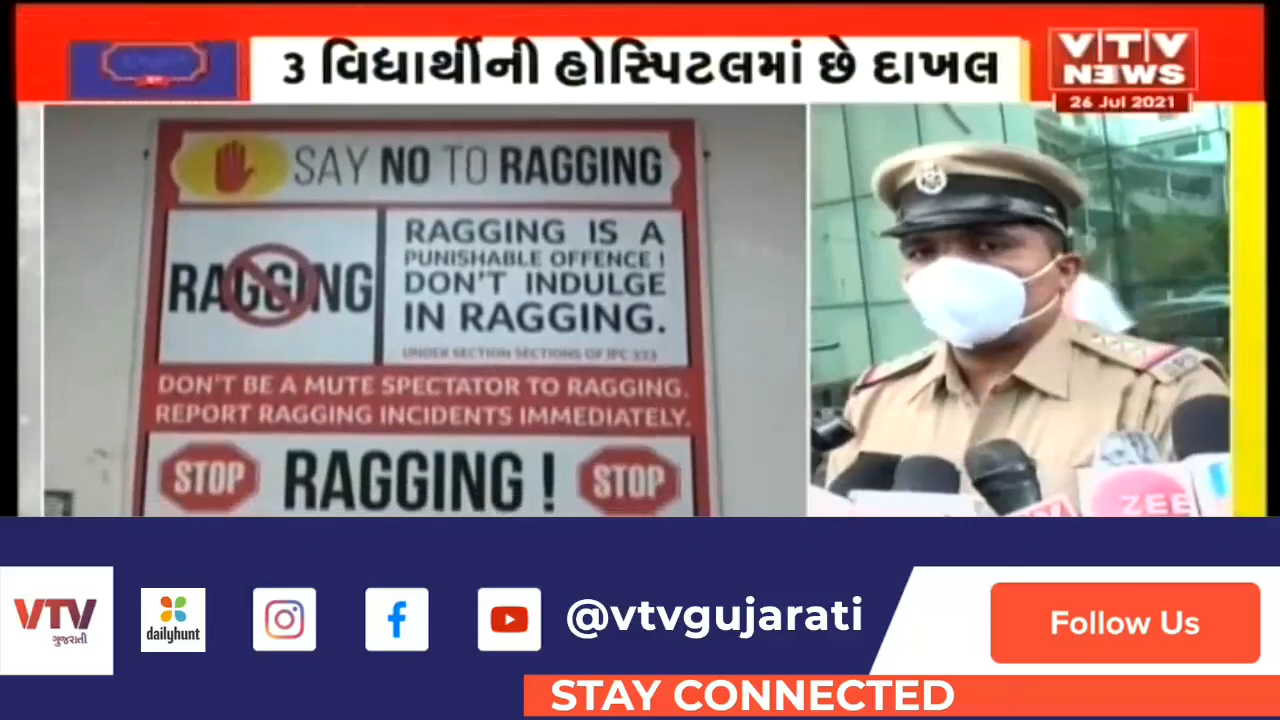 3 વિદ્યાર્થીની હોસ્પિટલમાં છે દાખલ
VTV
NEWS
26 Jul 2021
SAY NO TO RAGGING
RAGGING
RAGGING IS A
PUNISHABLE OFFENCE !
DON'T INDULGE
IN RAGGING.
UNDER SECTION SECTIONS OF IPC 333
DON'T BE A MUTE SPECTATOR TO RAGGING.
REPORT RAGGING INCIDENTS IMMEDIATELY.
STOP RAGGING ! STOP
ZEE
VTV
ગુજરાતી
dailyhunt
@vtvgujarati
Follow Us
STAY CONNECTED